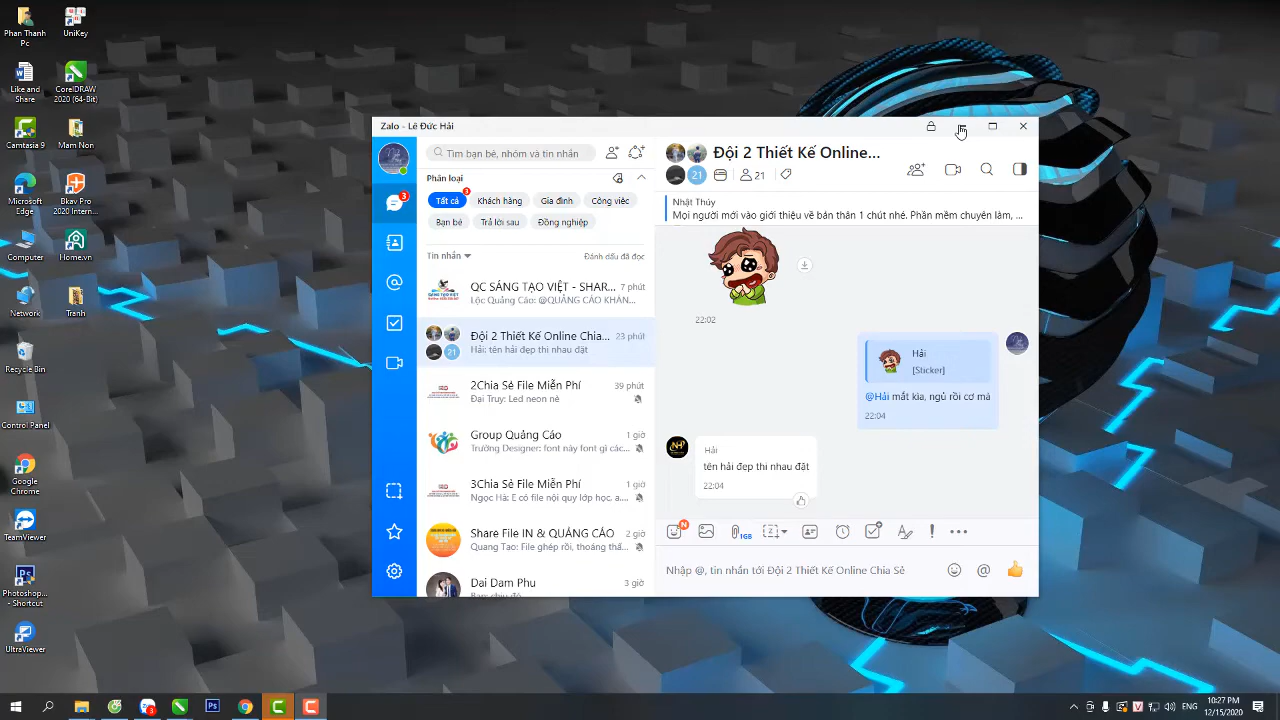 Phan Thanh Pc
UniKey
Like and Share
CorelDRAW 2020 (64-Bit)
Camtasia 9
Mam Non
Microsoft Edge
Bkav Pro 2020 Intern...
Computer
Home.vn
Network
Tranh
Recycle Bin
Control Panel
Google Chrome
TeamViewer
Photoshop... - Shortcut
UltraViewer
Zalo - Lê Đức Hải
Tìm bạn bè, nhóm và tin nhắn
Phân loại
Tất cả
3
Khách hàng
Gia đình
Công việc
Bạn bè
Trả lời sau
Đồng nghiệp
Tin nhắn
Đánh dấu đã đọc
QC SÁNG TẠO VIỆT - SHAR... 7 phút
Lộc Quảng Cáo: @QUẢNG CÁO KHÁN...
21
Đội 2 Thiết Kế Online Chia... 23 phút
Hải: tên hải đẹp thi nhau đặt
2Chia Sẻ File Miễn Phí 39 phút
Đại Truy: Led neon nè
Group Quảng Cáo 1 giờ
Trường Designer: font này font gì các...
3Chia Sẻ File Miễn Phí 1 giờ
Ngọc Hà: E có file nội quy lớp học.a...
Share File IN & QUẢNG CÁO 2 giờ
Quang Tao: File ghép rồi, thoáng thấ...
Dai Dam Phu 3 giờ
3
Đội 2 Thiết Kế Online...
21
21
Nhật Thúy
Mọi người mới vào giới thiệu về bản thân 1 chút nhé. Phần mềm chuyên làm, ...
22:02
Hải
[Sticker]
@Hải mắt kìa, ngủ rồi cơ mà
22:04
NHP
Hải
tên hải đẹp thi nhau đặt
22:04
N
1GB
Nhập @, tin nhắn tới Đội 2 Thiết Kế Online Chia Sẻ
3
ENG
10:27 PM
12/15/2020